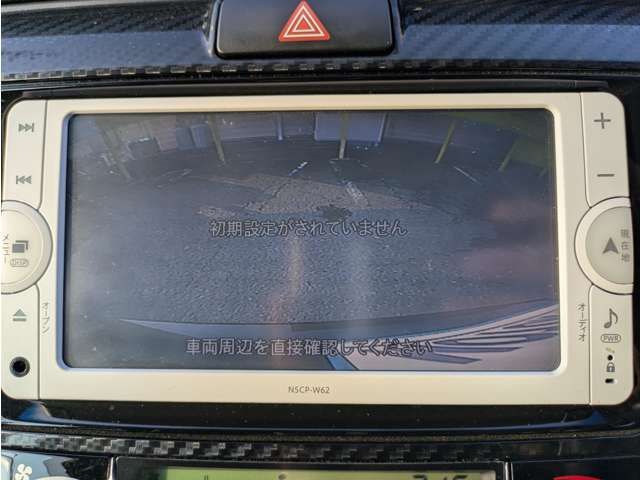 初期設定がされていません
車両周辺を直接確認してください
メニュー
DISP
オープン
+
−
現在地
オーディオ
PWR
NSCP-W62